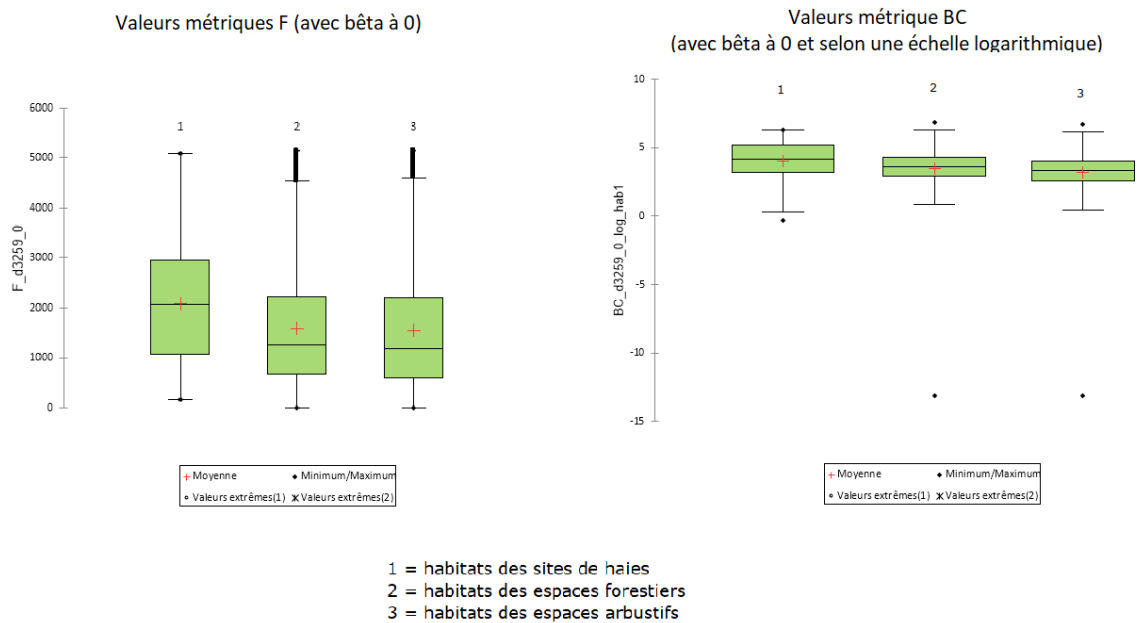 Valeurs métriques F (avec bêta à 0)
6000
5000
4000
3000
2000
1000
0
F_d3259_0
1
2
3
Moyenne
Minimum/Maximum
Valeurs extrêmes(1)
Valeurs extrêmes(2)
Valeurs métrique BC
(avec bêta à 0 et selon une échelle logarithmique)
10
5
0
-5
-10
-15
BC_d3259_0_log_hab1
1
2
3
Moyenne
Minimum/Maximum
Valeurs extrêmes(1)
Valeurs extrêmes(2)
1 = habitats des sites de haies
2 = habitats des espaces forestiers
3 = habitats des espaces arbustifs